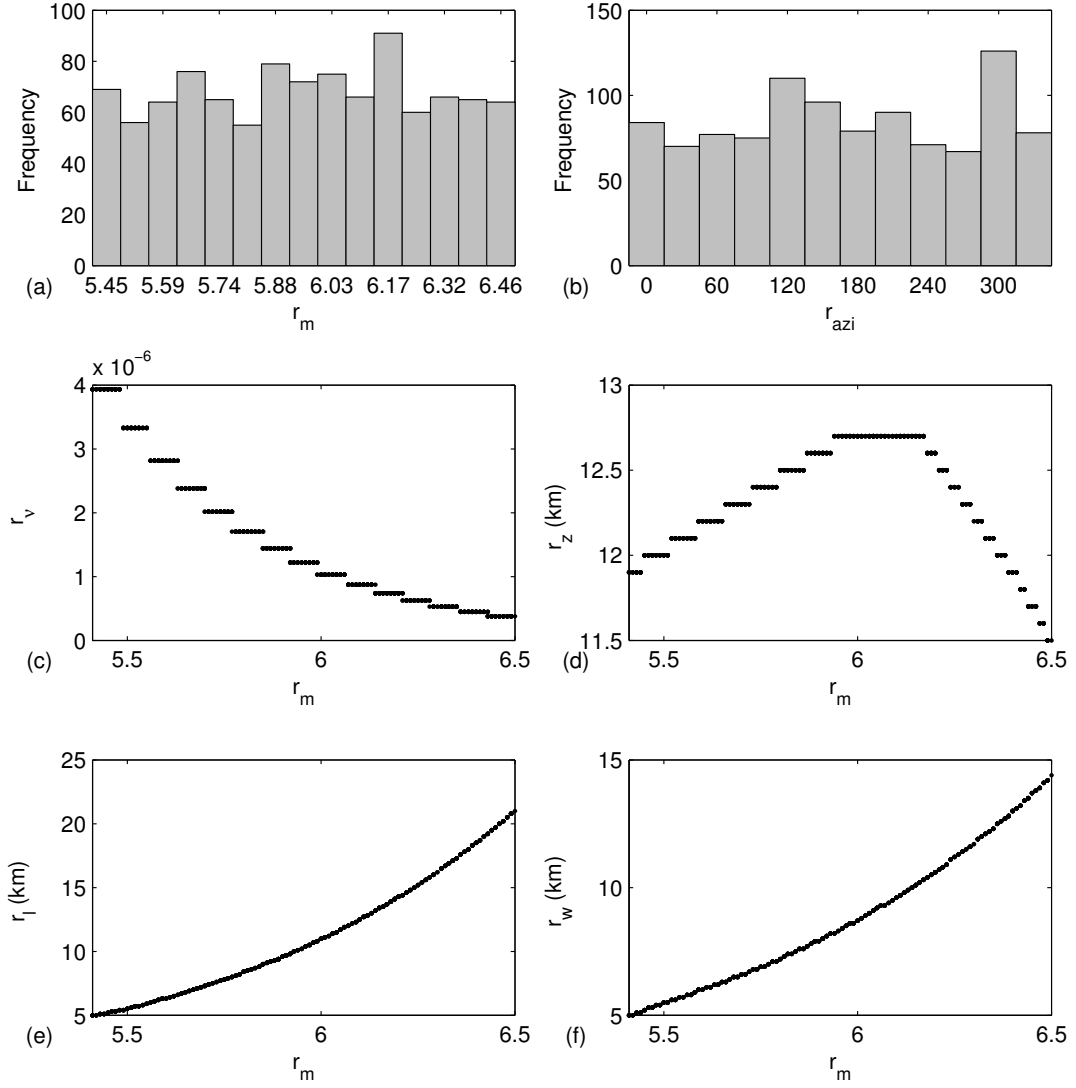 100
80
60
40
20
0
Frequency
5.45 5.59 5.74 5.88 6.03 6.17 6.32 6.46
(a)
r_m
150
100
50
0
Frequency
0 60 120 180 240 300
(b)
r_azi
x 10^−6
4
3
2
1
0
r_ν
5.5 6 6.5
(c)
r_m
13
12.5
12
11.5
r_z (km)
5.5 6 6.5
(d)
r_m
25
20
15
10
5
r_l (km)
5.5 6 6.5
(e)
r_m
15
10
5
r_w (km)
5.5 6 6.5
(f)
r_m